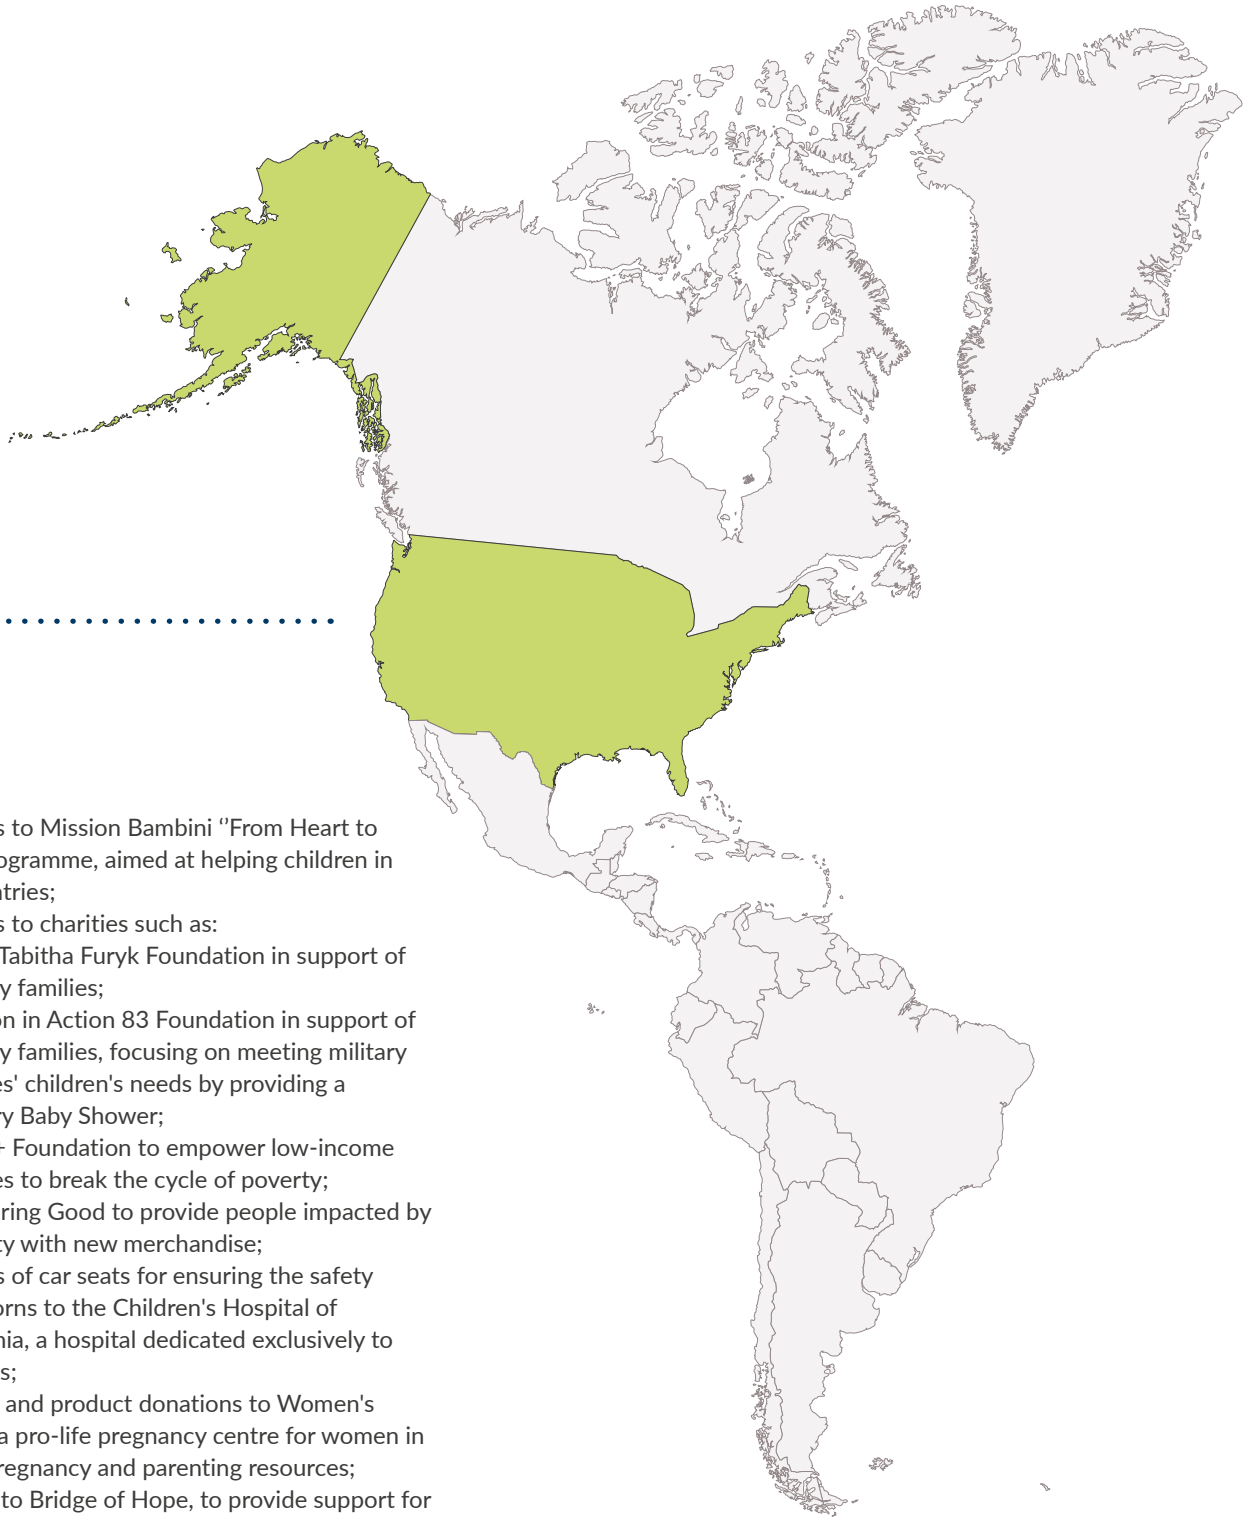 s to Mission Bambini ‘’From Heart to
ogramme, aimed at helping children in
ntries;
s to charities such as:
Tabitha Furyk Foundation in support of
y families;
on in Action 83 Foundation in support of
y families, focusing on meeting military
es' children's needs by providing a
ry Baby Shower;
+ Foundation to empower low-income
es to break the cycle of poverty;
ring Good to provide people impacted by
ty with new merchandise;
s of car seats for ensuring the safety
orns to the Children's Hospital of
nia, a hospital dedicated exclusively to
s;
and product donations to Women's
a pro-life pregnancy centre for women in
regnancy and parenting resources;
to Bridge of Hope, to provide support for